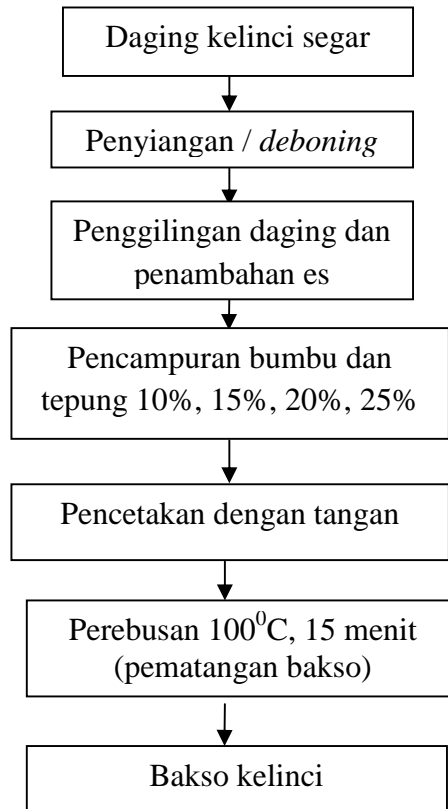 Daging kelinci segar
Penyiangan / deboning
Penggilingan daging dan
penambahan es
Pencampuran bumbu dan
tepung 10%, 15%, 20%, 25%
Pencetakan dengan tangan
Perebusan 100⁰C, 15 menit
(pematangan bakso)
Bakso kelinci